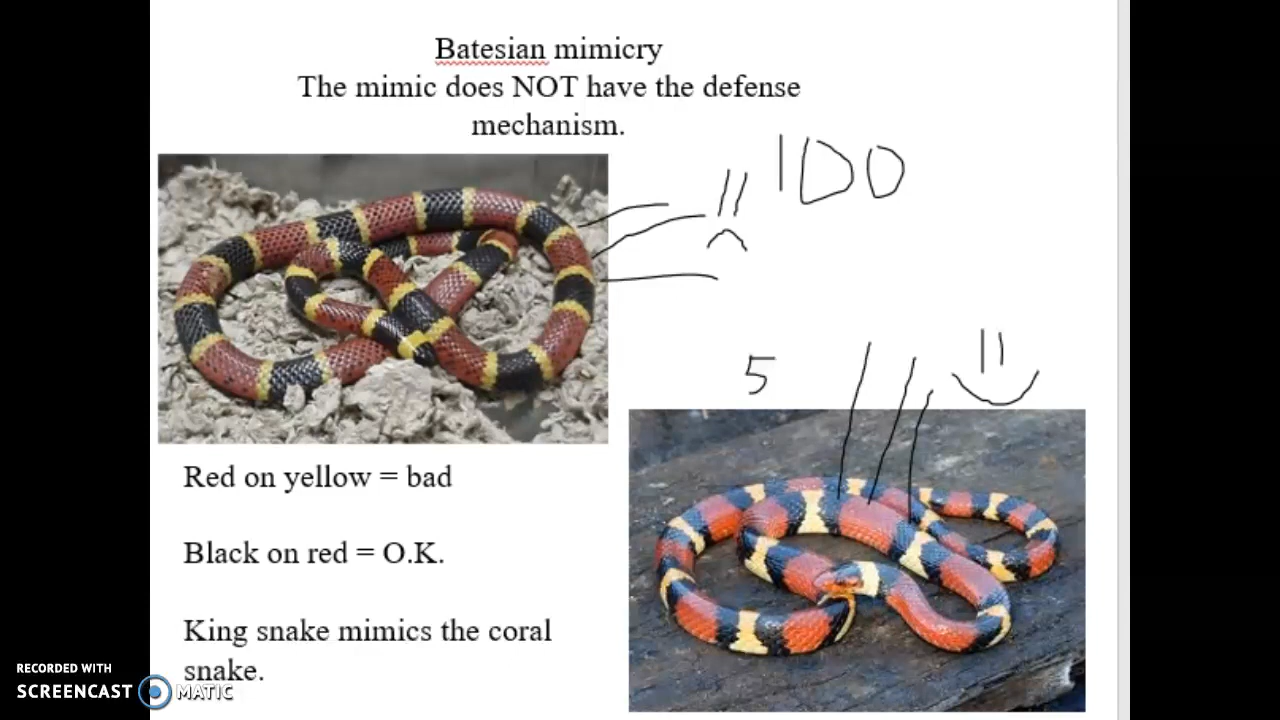 Batesian mimicry
The mimic does NOT have the defense
mechanism.
100
5
Red on yellow = bad
Black on red = O.K.
King snake mimics the coral
snake.
RECORDED WITH
SCREENCAST MATIC